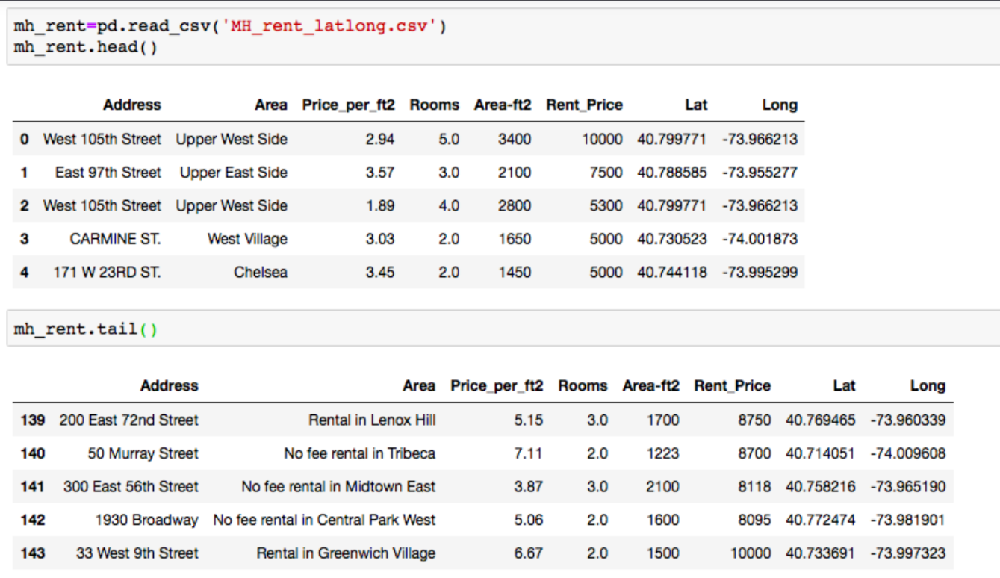 mh_rent=pd.read_csv('MH_rent_latlong.csv')
mh_rent.head()
Address Area Price_per_ft2 Rooms Area-ft2 Rent_Price Lat Long
0 West 105th Street Upper West Side 2.94 5.0 3400 10000 40.799771 -73.966213
1 East 97th Street Upper East Side 3.57 3.0 2100 7500 40.788585 -73.955277
2 West 105th Street Upper West Side 1.89 4.0 2800 5300 40.799771 -73.966213
3 CARMINE ST. West Village 3.03 2.0 1650 5000 40.730523 -74.001873
4 171 W 23RD ST. Chelsea 3.45 2.0 1450 5000 40.744118 -73.995299
mh_rent.tail()
Address Area Price_per_ft2 Rooms Area-ft2 Rent_Price Lat Long
139 200 East 72nd Street Rental in Lenox Hill 5.15 3.0 1700 8750 40.769465 -73.960339
140 50 Murray Street No fee rental in Tribeca 7.11 2.0 1223 8700 40.714051 -74.009608
141 300 East 56th Street No fee rental in Midtown East 3.87 3.0 2100 8118 40.758216 -73.965190
142 1930 Broadway No fee rental in Central Park West 5.06 2.0 1600 8095 40.772474 -73.981901
143 33 West 9th Street Rental in Greenwich Village 6.67 2.0 1500 10000 40.733691 -73.997323